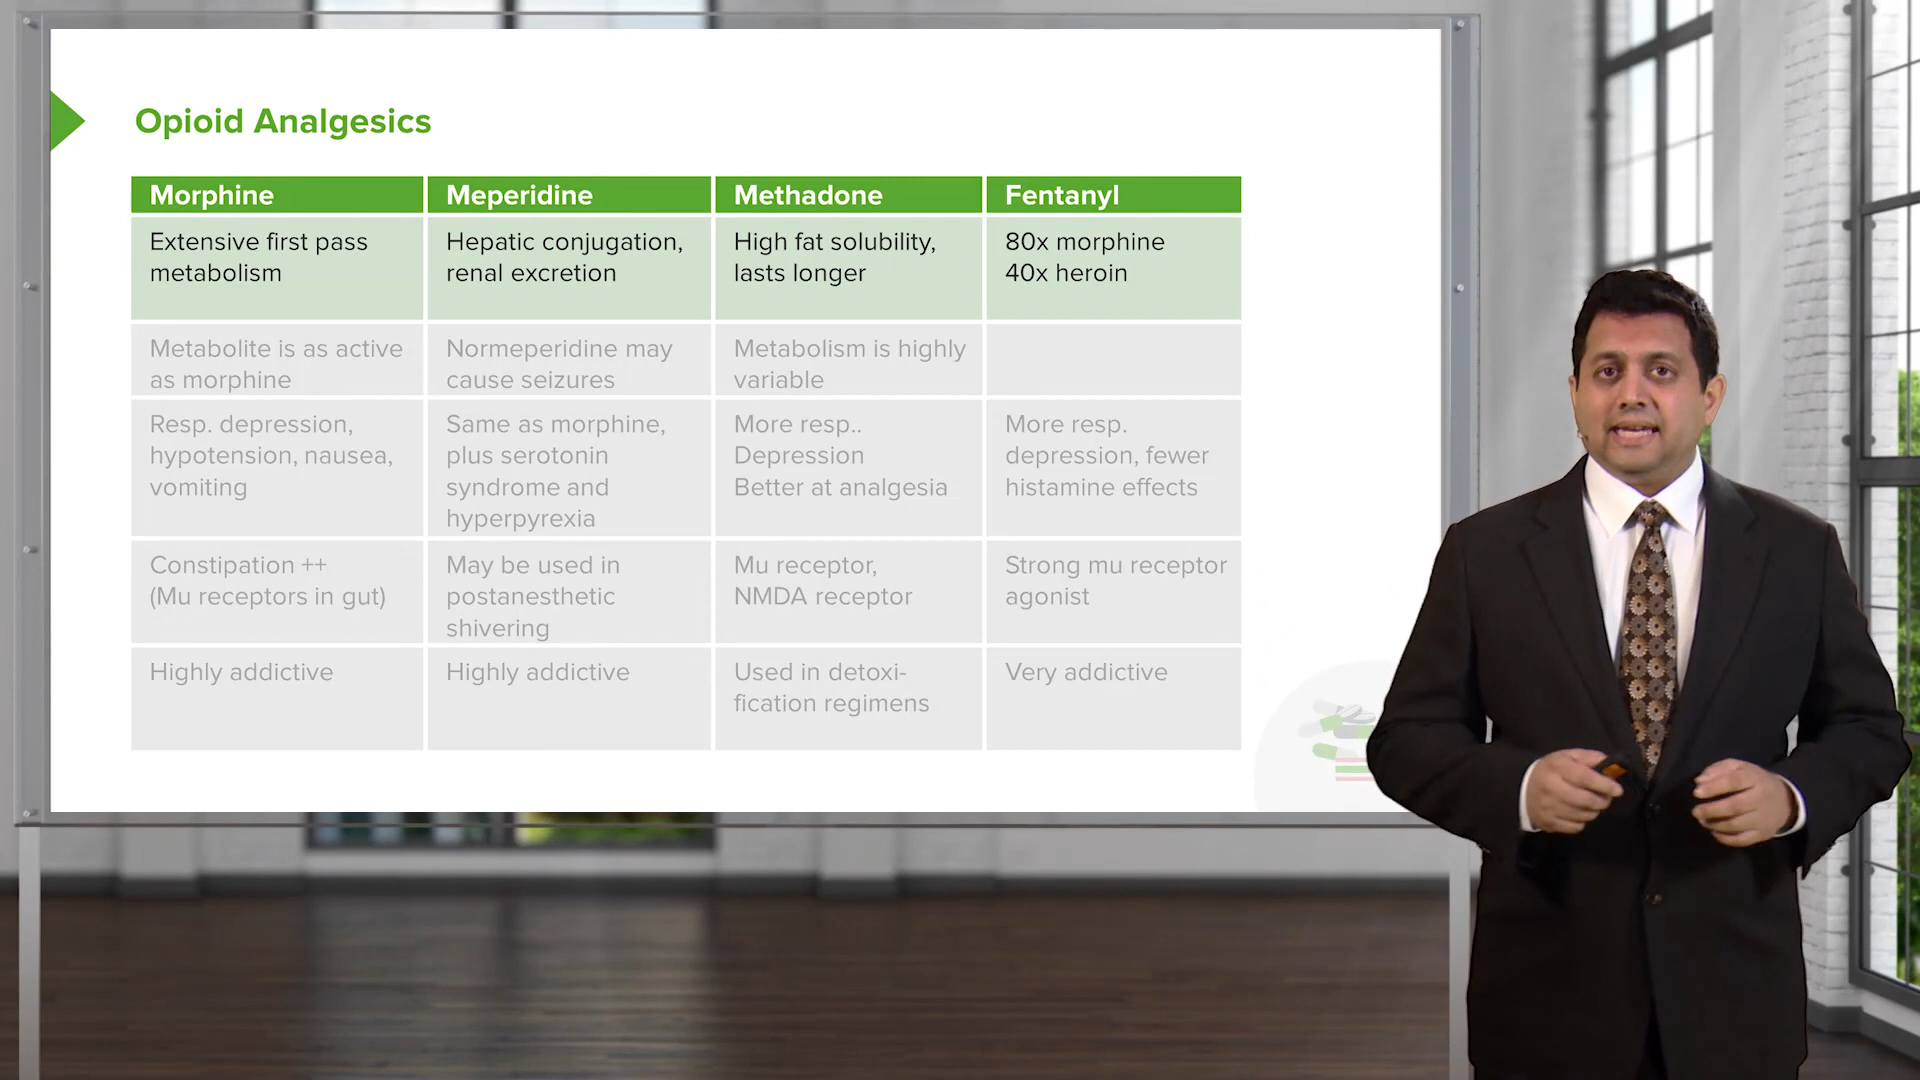 Opioid Analgesics
Morphine
Meperidine
Methadone
Fentanyl
Extensive first pass
metabolism
Hepatic conjugation,
renal excretion
High fat solubility,
lasts longer
80x morphine
40x heroin
Metabolite is as active
as morphine
Normeperidine may
cause seizures
Metabolism is highly
variable
Resp. depression,
hypotension, nausea,
vomiting
Same as morphine,
plus serotonin
syndrome and
hyperpyrexia
More resp..
Depression
Better at analgesia
More resp.
depression, fewer
histamine effects
Constipation ++
(Mu receptors in gut)
May be used in
postanesthetic
shivering
Mu receptor,
NMDA receptor
Strong mu receptor
agonist
Highly addictive
Highly addictive
Used in detoxi-
fication regimens
Very addictive